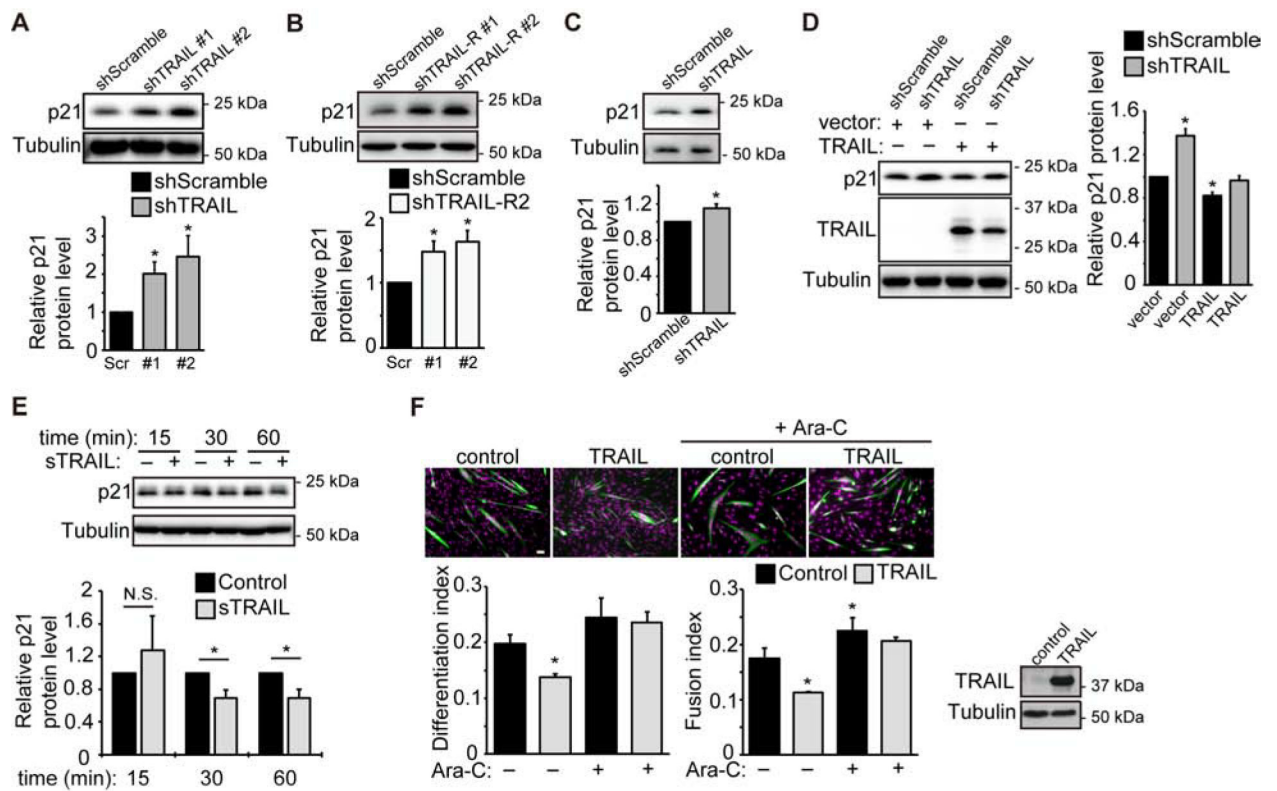 A
shScramble
shTRAIL #1
shTRAIL #2
p21
- 25 kDa
Tubulin
- 50 kDa
shScramble
shTRAIL
Relative p21
protein level
3
2
1
0
*
*
Scr #1 #2
B
shScramble
shTRAIL-R #1
shTRAIL-R #2
p21
- 25 kDa
Tubulin
- 50 kDa
shScramble
shTRAIL-R2
Relative p21
protein level
2
1
0
*
*
#1 #2
C
shScramble
shTRAIL
p21
- 25 kDa
Tubulin
- 50 kDa
Relative p21
protein level
1.2
0.8
0.4
0
*
shScramble
shTRAIL
D
shScramble
shTRAIL
shScramble
shTRAIL
vector: + + – –
TRAIL: – – + +
p21
- 25 kDa
TRAIL
- 37 kDa
- 25 kDa
Tubulin
- 50 kDa
shScramble
shTRAIL
Relative p21 protein level
1.6
1.2
0.8
0.4
0
*
*
vector
vector
TRAIL
TRAIL
E
time (min): 15 30 60
sTRAIL: – + – + – +
p21
- 25 kDa
Tubulin
- 50 kDa
Control
sTRAIL
Relative p21
protein level
2
1.6
1.2
0.8
0.4
0
N.S.
*
*
time (min): 15 30 60
F
+ Ara-C
control TRAIL control TRAIL
Control TRAIL
Differentiation index
0.3
0.2
0.1
0
*
Ara-C: – – + +
Fusion index
0.3
0.2
0.1
0
*
*
Ara-C: – – + +
control
TRAIL
TRAIL
- 37 kDa
Tubulin
- 50 kDa